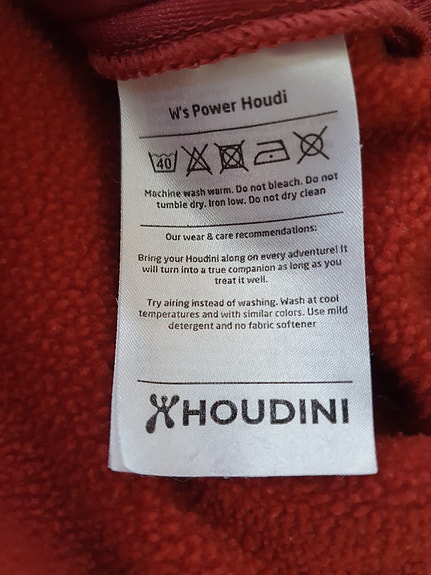 W's Power Houdi
40
Machine wash warm. Do not bleach. Do not
tumble dry. Iron low. Do not dry clean
Our wear & care recommendations:
Bring your Houdini along on every adventure! It
will turn into a true companion as long as you
treat it well.
Try airing instead of washing. Wash at cool
temperatures and with similar colors. Use mild
detergent and no fabric softener
HOUDINI